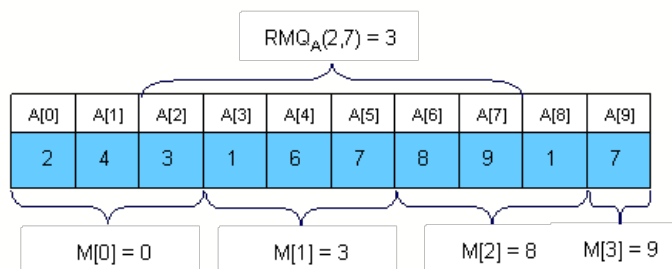 RMQA(2,7) = 3
A[0] A[1] A[2] A[3] A[4] A[5] A[6] A[7] A[8] A[9]
2 4 3 1 6 7 8 9 1 7
M[0] = 0 M[1] = 3 M[2] = 8 M[3] = 9